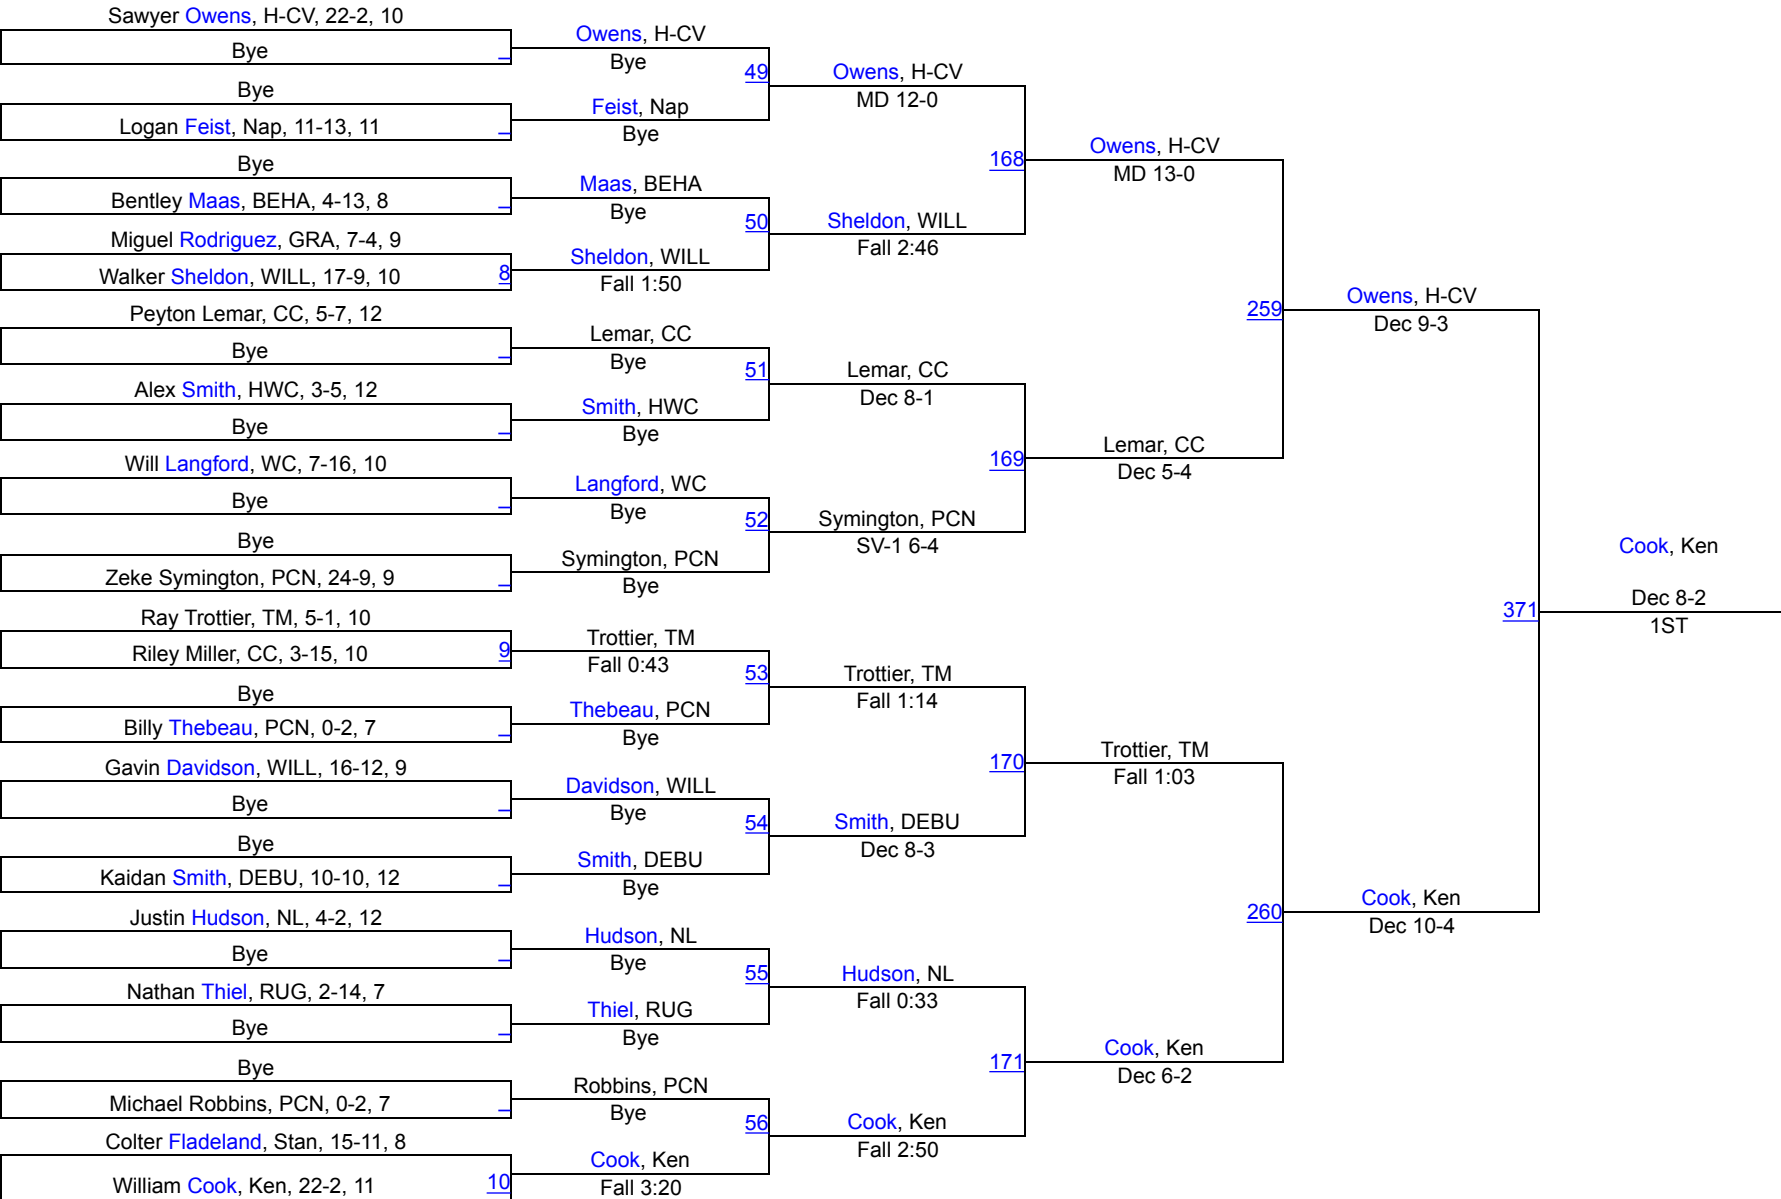 Sawyer Owens, H-CV, 22-2, 10
Bye
Bye
Logan Feist, Nap, 11-13, 11
Bye
Bentley Maas, BEHA, 4-13, 8
Miguel Rodriguez, GRA, 7-4, 9
Walker Sheldon, WILL, 17-9, 10
8
Peyton Lemar, CC, 5-7, 12
Bye
Alex Smith, HWC, 3-5, 12
Bye
Will Langford, WC, 7-16, 10
Bye
Bye
Zeke Symington, PCN, 24-9, 9
Ray Trottier, TM, 5-1, 10
Riley Miller, CC, 3-15, 10
9
Bye
Billy Thebeau, PCN, 0-2, 7
Gavin Davidson, WILL, 16-12, 9
Bye
Bye
Kaidan Smith, DEBU, 10-10, 12
Justin Hudson, NL, 4-2, 12
Bye
Nathan Thiel, RUG, 2-14, 7
Bye
Bye
Michael Robbins, PCN, 0-2, 7
Colter Fladeland, Stan, 15-11, 8
William Cook, Ken, 22-2, 11
10
Owens, H-CV
Bye
49
Feist, Nap
Bye
Maas, BEHA
Bye
50
Sheldon, WILL
Fall 1:50
Lemar, CC
Bye
51
Smith, HWC
Bye
Langford, WC
Bye
52
Symington, PCN
Bye
Trottier, TM
Fall 0:43
53
Thebeau, PCN
Bye
Davidson, WILL
Bye
54
Smith, DEBU
Bye
Hudson, NL
Bye
55
Thiel, RUG
Bye
Robbins, PCN
Bye
56
Cook, Ken
Fall 3:20
Owens, H-CV
MD 12-0
168
Sheldon, WILL
Fall 2:46
Lemar, CC
Dec 8-1
169
Symington, PCN
SV-1 6-4
Trottier, TM
Fall 1:14
170
Smith, DEBU
Dec 8-3
Hudson, NL
Fall 0:33
171
Cook, Ken
Fall 2:50
Owens, H-CV
MD 13-0
259
Lemar, CC
Dec 5-4
Trottier, TM
Fall 1:03
260
Cook, Ken
Dec 6-2
Owens, H-CV
Dec 9-3
371
Cook, Ken
Dec 10-4
Cook, Ken
Dec 8-2
1ST